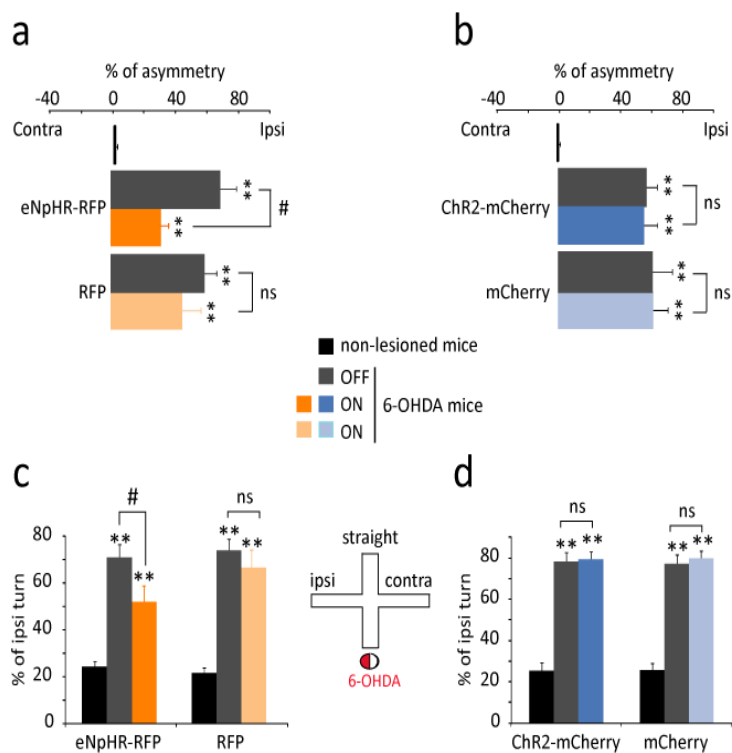 a
% of asymmetry
-40 0 40 80
Contra Ipsi
eNpHR-RFP
**
**
#
RFP
**
**
ns
b
% of asymmetry
-40 0 40 80
Contra Ipsi
ChR2-mCherry
**
**
ns
mCherry
**
**
ns
non-lesioned mice
OFF
ON 6-OHDA mice
ON
c
% of ipsi turn
80
60
40
20
0
#
** **
ns
** **
eNpHR-RFP RFP
straight
ipsi contra
6-OHDA
d
% of ipsi turn
80
60
40
20
0
ns
** **
ns
** **
ChR2-mCherry mCherry